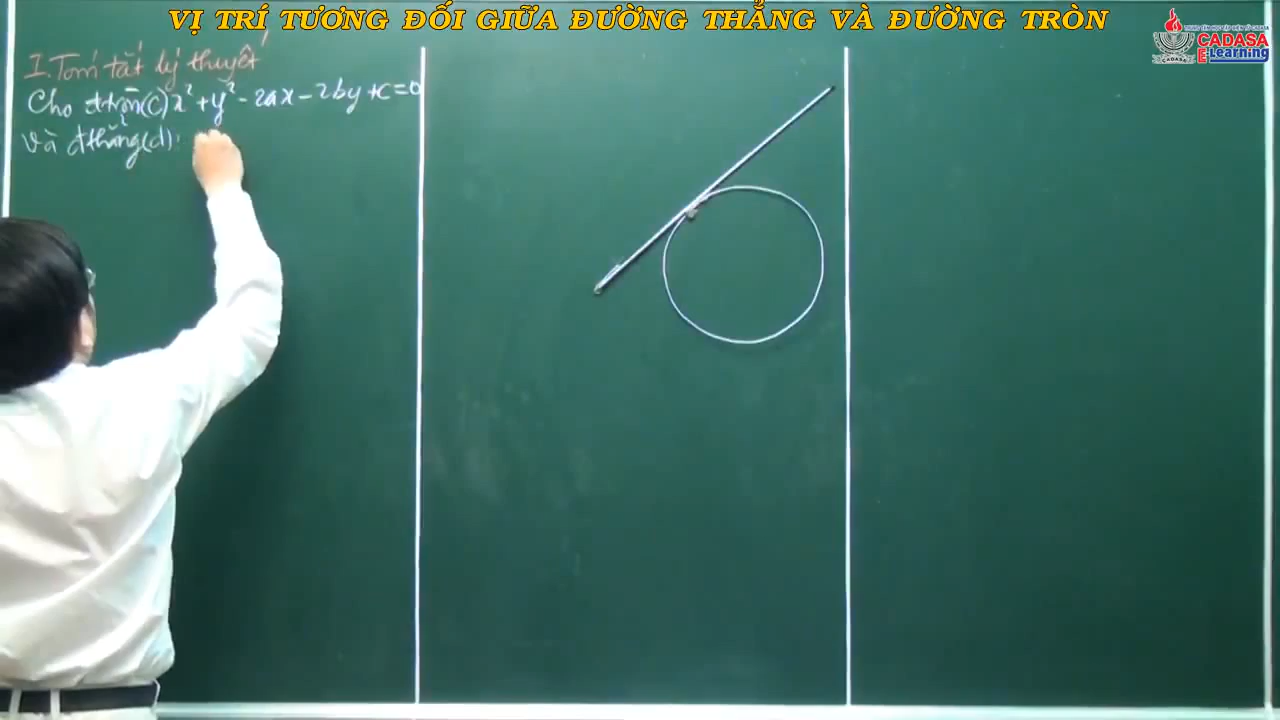 VỊ TRÍ TƯƠNG ĐỐI GIỮA ĐƯỜNG THẲNG VÀ ĐƯỜNG TRÒN
CADASA
E-Learning
CADASA
I. Tóm tắt lý thuyết
Cho đtròn(C) x² + y² - 2ax - 2by + c = 0
và đthẳng(d):